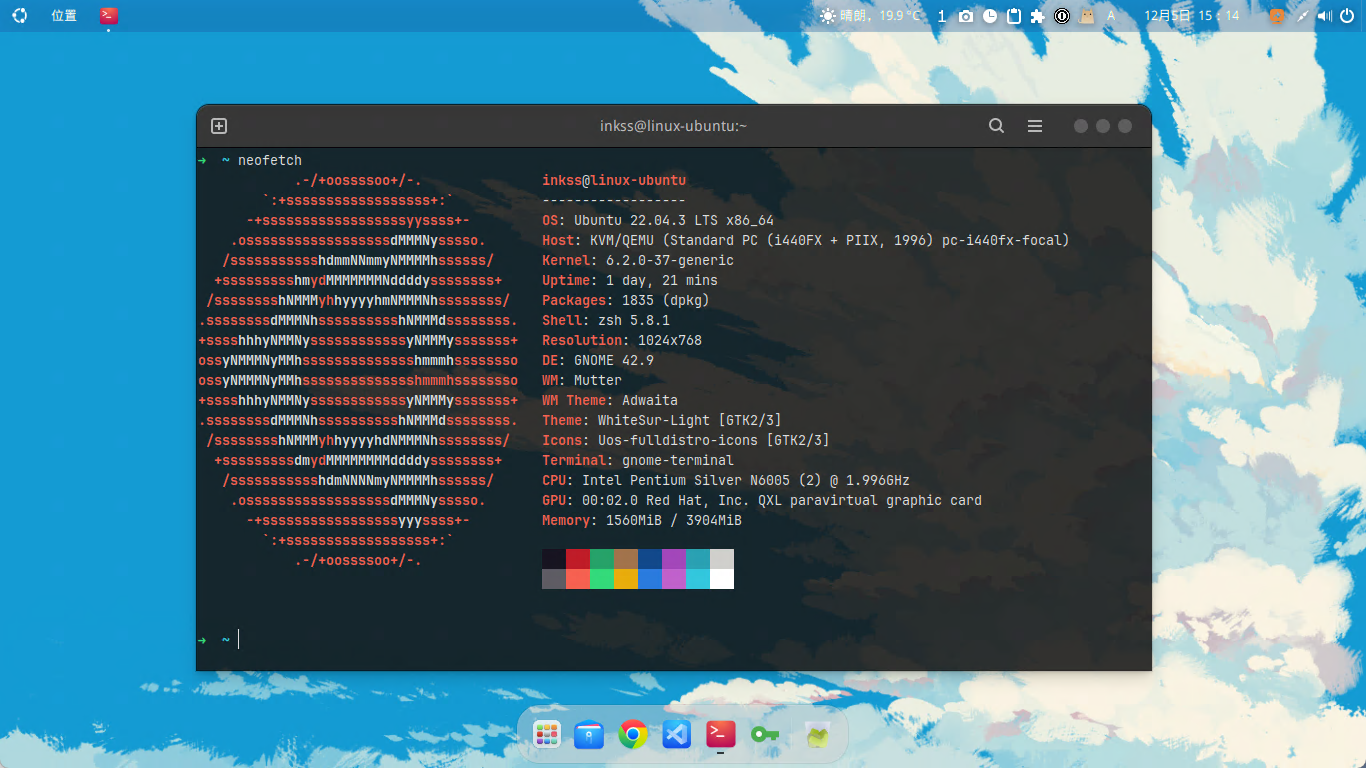 位置
晴朗，19.9 °C
1
A
12月5日 15：14
inkss@linux-ubuntu:~
➜ ~ neofetch
.-/+oossssoo+/-.
`:+ssssssssssssssssss+:`
-+ssssssssssssssssssyyssss+-
.ossssssssssssssssssdMMMNysssso.
/ssssssssssshdmmNNmmyNMMMMhssssss/
+ssssssssshmydMMMMMMMNddddyssssssss+
/sssssssshNMMMyhhyyyyhmNMMMNhssssssss/
.ssssssssdMMMNhsssssssssshNMMMdssssssss.
+sssshhhyNMMNyssssssssssssyNMMMysssssss+
ossyNMMMNyMMhsssssssssssssshmmmhssssssso
ossyNMMMNyMMhsssssssssssssshmmmhssssssso
+sssshhhyNMMNyssssssssssssyNMMMysssssss+
.ssssssssdMMMNhsssssssssshNMMMdssssssss.
/sssssssshNMMMyhhyyyyhdNMMMNhssssssss/
+sssssssssdmydMMMMMMMMddddyssssssss+
/ssssssssssshdmNNNNmyNMMMMhssssss/
.ossssssssssssssssssdMMMNysssso.
-+sssssssssssssssssyyyssss+-
`:+ssssssssssssssssss+:`
.-/+oossssoo+/-.
inkss@linux-ubuntu
------------------
OS: Ubuntu 22.04.3 LTS x86_64
Host: KVM/QEMU (Standard PC (i440FX + PIIX, 1996) pc-i440fx-focal)
Kernel: 6.2.0-37-generic
Uptime: 1 day, 21 mins
Packages: 1835 (dpkg)
Shell: zsh 5.8.1
Resolution: 1024x768
DE: GNOME 42.9
WM: Mutter
WM Theme: Adwaita
Theme: WhiteSur-Light [GTK2/3]
Icons: Uos-fulldistro-icons [GTK2/3]
Terminal: gnome-terminal
CPU: Intel Pentium Silver N6005 (2) @ 1.996GHz
GPU: 00:02.0 Red Hat, Inc. QXL paravirtual graphic card
Memory: 1560MiB / 3904MiB
➜ ~